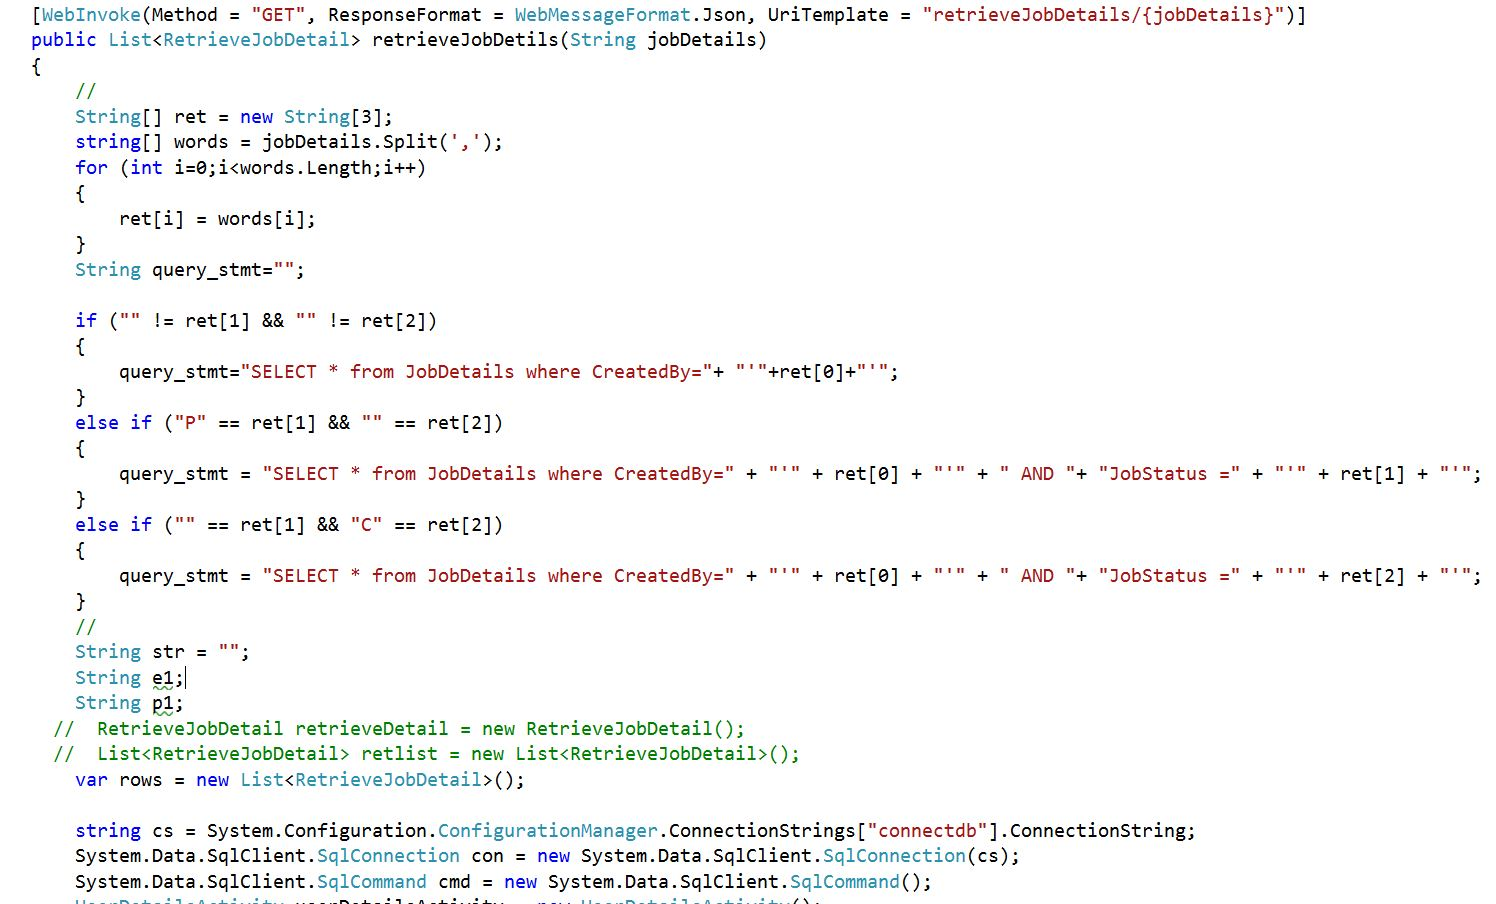 [WebInvoke(Method = "GET", ResponseFormat = WebMessageFormat.Json, UriTemplate = "retrieveJobDetails/{jobDetails}")]
public List<RetrieveJobDetail> retrieveJobDetils(String jobDetails)
{
//
String[] ret = new String[3];
string[] words = jobDetails.Split(',');
for (int i=0;i<words.Length;i++)
{
ret[i] = words[i];
}
String query_stmt="";
if ("" != ret[1] && "" != ret[2])
{
query_stmt="SELECT * from JobDetails where CreatedBy="+ "'"+ret[0]+"'";
}
else if ("P" == ret[1] && "" == ret[2])
{
query_stmt = "SELECT * from JobDetails where CreatedBy=" + "'" + ret[0] + "'" + " AND "+ "JobStatus =" + "'" + ret[1] + "'";
}
else if ("" == ret[1] && "C" == ret[2])
{
query_stmt = "SELECT * from JobDetails where CreatedBy=" + "'" + ret[0] + "'" + " AND "+ "JobStatus =" + "'" + ret[2] + "'";
}
//
String str = "";
String e1;
String p1;
// RetrieveJobDetail retrieveDetail = new RetrieveJobDetail();
// List<RetrieveJobDetail> retlist = new List<RetrieveJobDetail>();
var rows = new List<RetrieveJobDetail>();
string cs = System.Configuration.ConfigurationManager.ConnectionStrings["connectdb"].ConnectionString;
System.Data.SqlClient.SqlConnection con = new System.Data.SqlClient.SqlConnection(cs);
System.Data.SqlClient.SqlCommand cmd = new System.Data.SqlClient.SqlCommand();